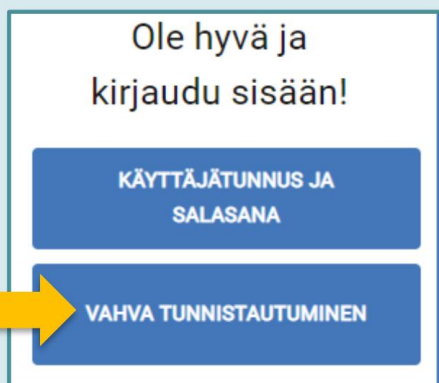 Ole hyvä ja
kirjaudu sisään!
KÄYTTÄJÄTUNNUS JA
SALASANA
VAHVA TUNNISTAUTUMINEN